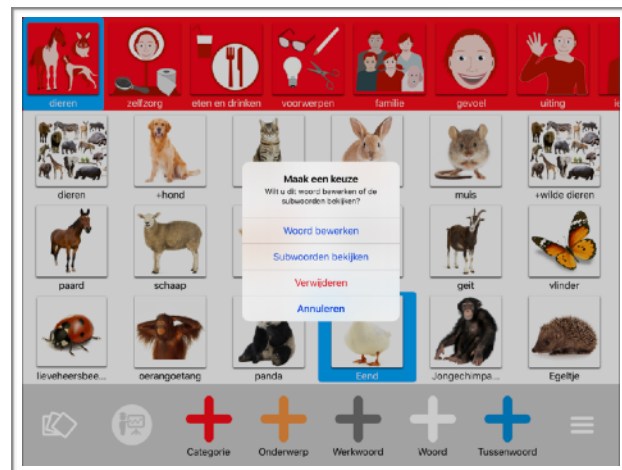 dieren
zelfzorg
eten en drinken
voorwerpen
familie
gevoel
uiting
Maak een keuze
Wilt u dit woord bewerken of de
subwoorden bekijken?
Woord bewerken
Subwoorden bekijken
Verwijderen
Annuleren
dieren
+hond
muis
+wilde dieren
paard
schaap
geit
vlinder
lieveheersbee...
oerangoetang
panda
Eend
Jongechimpa...
Egeltje
Categorie
Onderwerp
Werkwoord
Woord
Tussenwoord